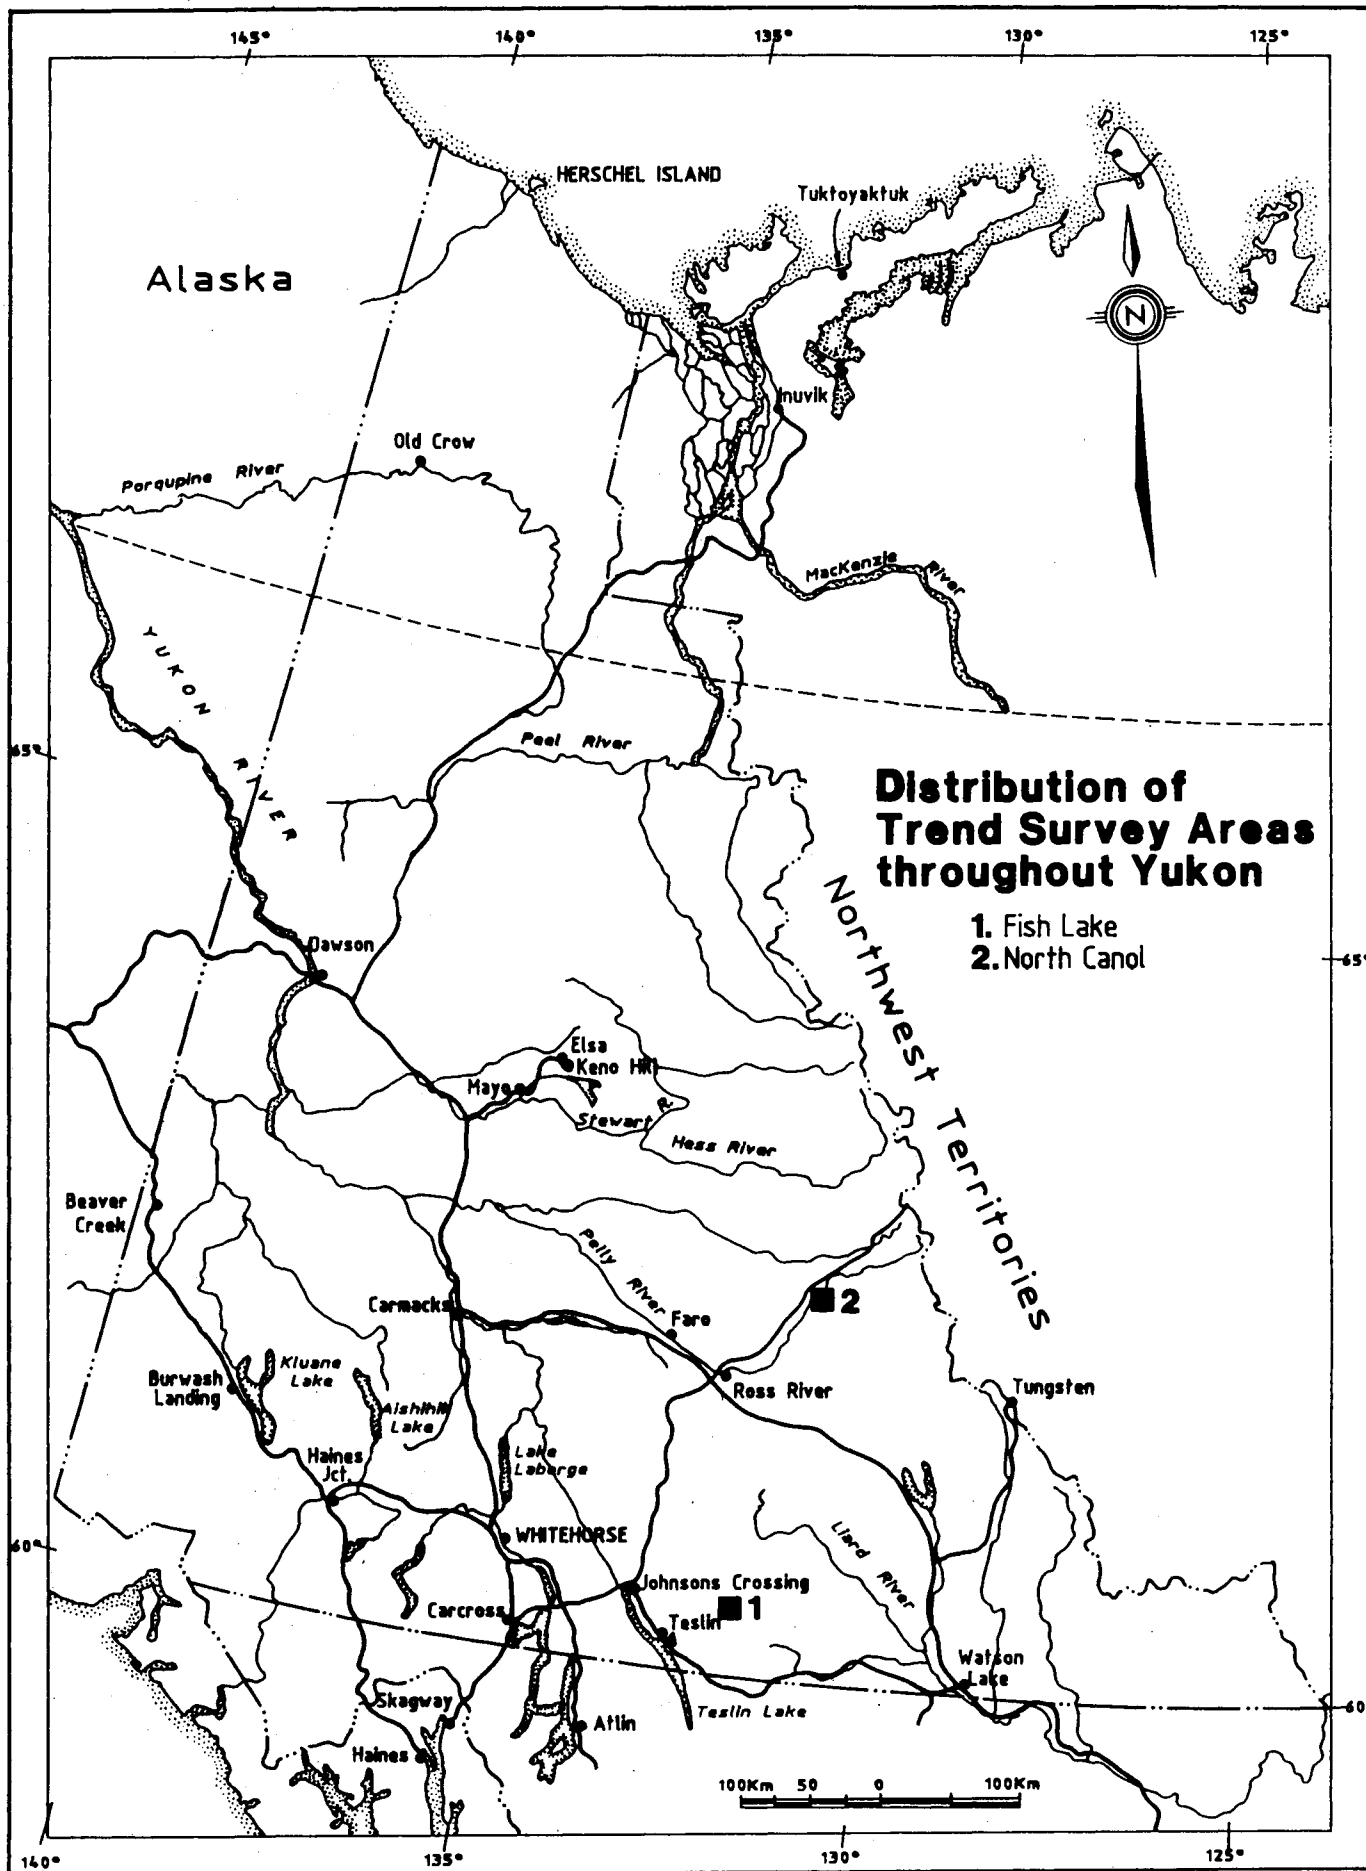 145° 140° 135° 130° 125°
HERSCHEL ISLAND
Tuktoyaktuk
Alaska
N
Inuvik
Old Crow
Porqupine River
MacKenzie River
YUKON RIVER
Peel River
65°
Distribution of
Trend Survey Areas
throughout Yukon
1. Fish Lake
2. North Canol
65°
Northwest Territories
Dawson
Elsa
Keno Hill
Mayo
Stewart R.
Hess River
Beaver
Creek
Pelly River
2
Carmacks
Faro
Kluane
Lake
Burwash
Landing
Ross River
Tungsten
Aishihik
Lake
Haines
Jct.
Lake
Laberge
WHITEHORSE
60°
Liard River
Johnsons Crossing
1
Carcross
Teslin
Watson
Lake
Skagway
Teslin Lake
60°
Atlin
Haines
100Km 50 0 100Km
140° 135° 130° 125°